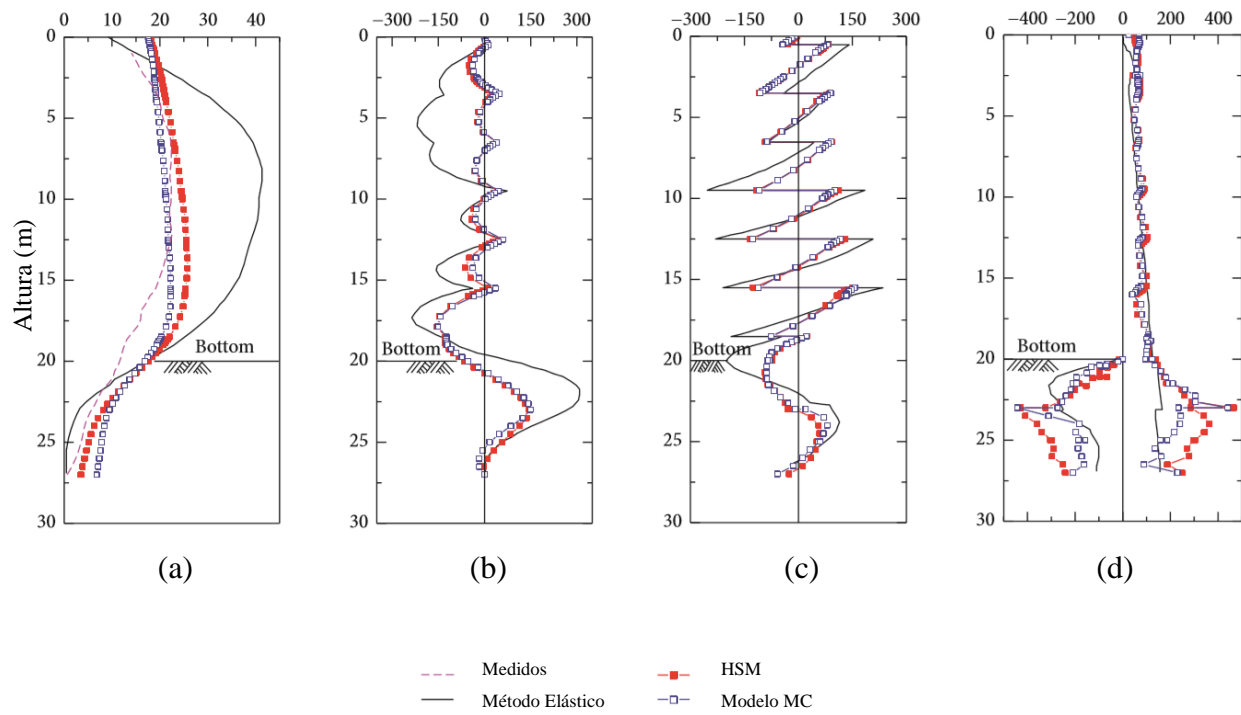 0 10 20 30 40
−300 −150 0 150 300
−300 −150 0 150 300
−400 −200 0 200 400
0
5
10
15
20
25
30
Altura (m)
Bottom
0
5
10
15
20
25
30
Bottom
0
5
10
15
20
25
30
Bottom
0
5
10
15
20
25
30
Bottom
(a) (b) (c) (d)
Medidos HSM
Método Elástico Modelo MC